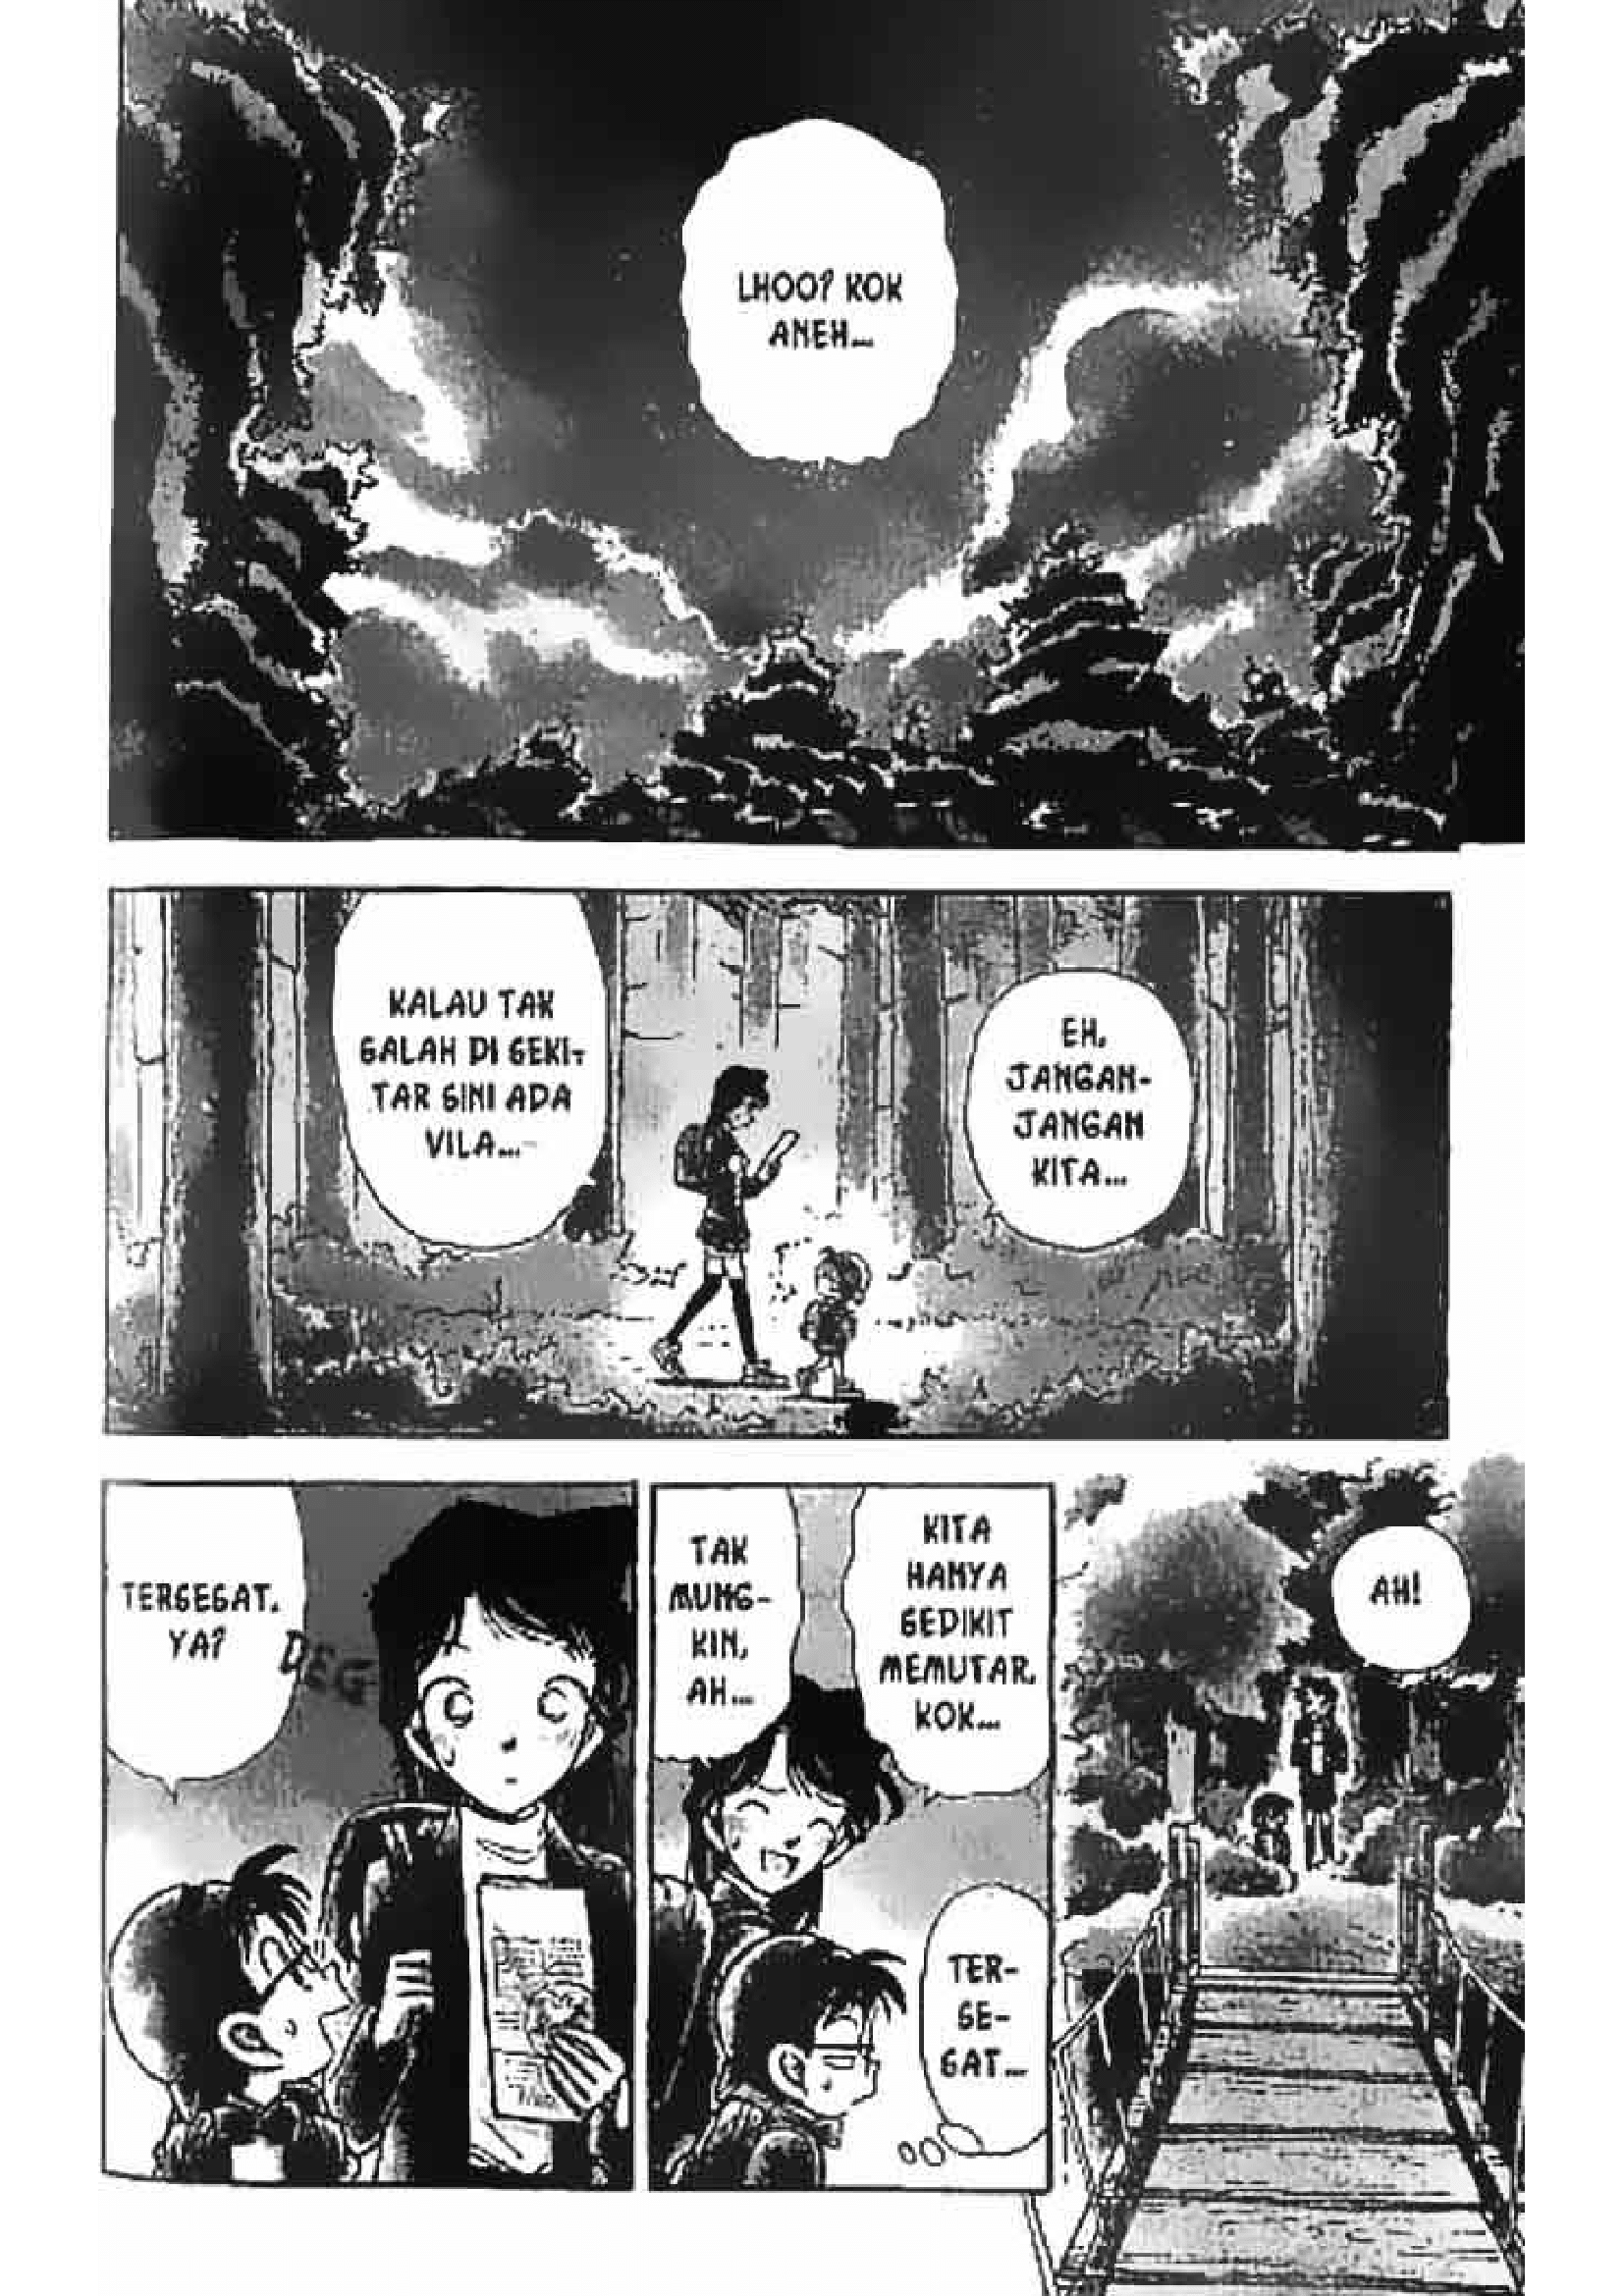 LHOO? KOK
ANEH...
KALAU TAK
SALAH DI SEKI-
TAR SINI ADA
VILA...
EH,
JANGAN-
JANGAN
KITA...
TERSESAT,
YA?
DEG
TAK
MUNG-
KIN,
AH...
KITA
HANYA
SEDIKIT
MEMUTAR,
KOK...
TER-
SE-
SAT...
AH!